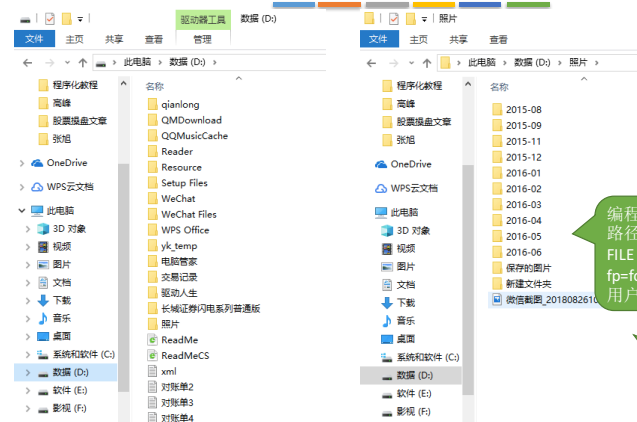 驱动器工具 数据 (D:)
文件 主页 共享 查看 管理
此电脑 › 数据 (D:) ›
程序化教程
高峰
股票操盘文章
张旭
OneDrive
WPS云文档
此电脑
3D 对象
视频
图片
文档
下载
音乐
桌面
系统和软件 (C:)
数据 (D:)
软件 (E:)
影视 (F:)
名称
qianlong
QMDownload
QQMusicCache
Reader
Resource
Setup Files
WeChat
WeChat Files
WPS Office
yk_temp
电脑管家
交易记录
驱动人生
长城证券闪电系列普通版
照片
ReadMe
ReadMeCS
xml
对账单2
对账单3
对账单4
照片
文件 主页 共享 查看
此电脑 › 数据 (D:) › 照片 ›
程序化教程
高峰
股票操盘文章
张旭
OneDrive
WPS云文档
此电脑
3D 对象
视频
图片
文档
下载
音乐
桌面
系统和软件 (C:)
数据 (D:)
软件 (E:)
影视 (F:)
名称
2015-08
2015-09
2015-11
2015-12
2016-01
2016-02
2016-03
2016-04
2016-05
2016-06
保存的图片
新建文件夹
微信截图_2018082610
编程
路径
FILE
fp=fo
用户